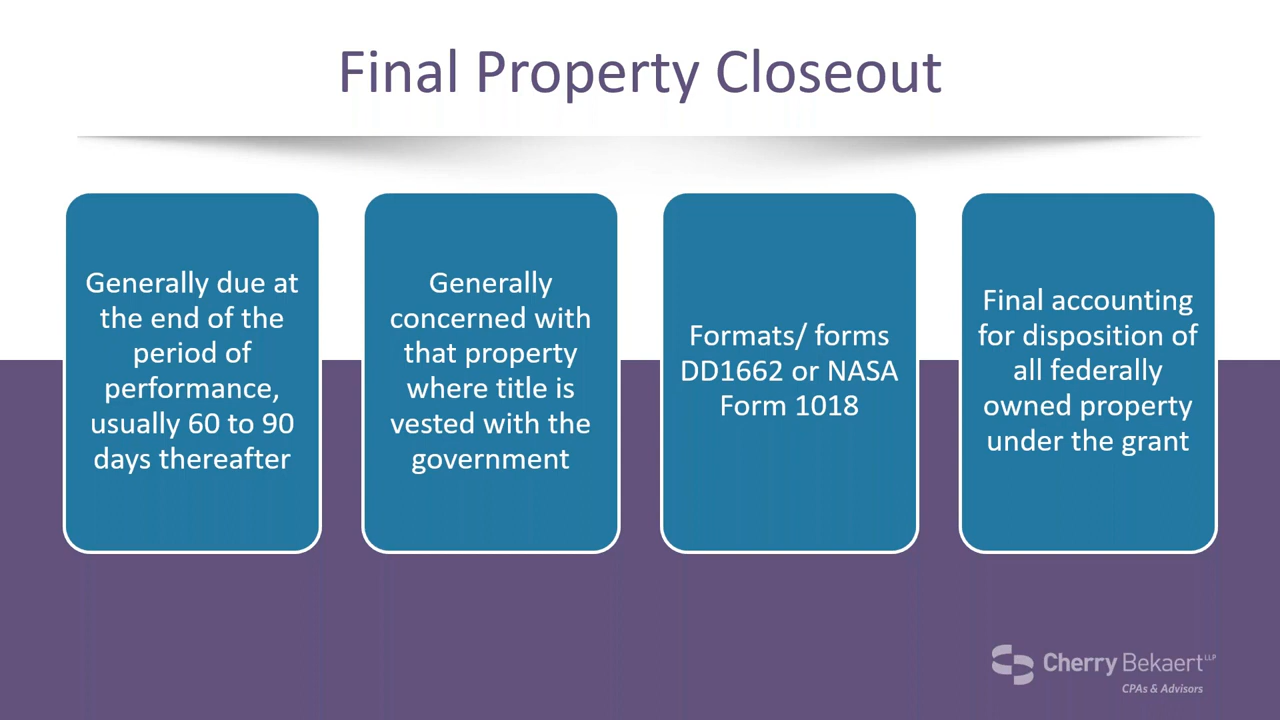 Final Property Closeout
Generally due at
the end of the
period of
performance,
usually 60 to 90
days thereafter
Generally
concerned with
that property
where title is
vested with the
government
Formats/ forms
DD1662 or NASA
Form 1018
Final accounting
for disposition of
all federally
owned property
under the grant
Cherry Bekaert LLP
CPAs & Advisors